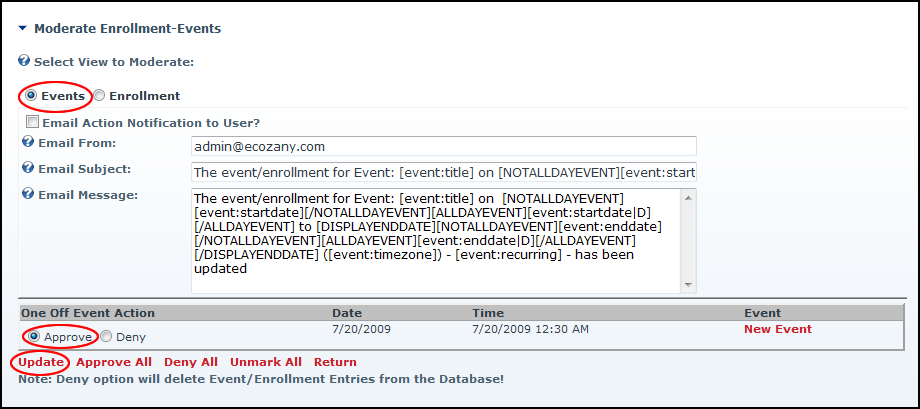 Moderate Enrollment-Events
Select View to Moderate:
Events Enrollment
Email Action Notification to User?
Email From: admin@ecozany.com
Email Subject: The event/enrollment for Event: [event:title] on [NOTALLDAYEVENT][event:start
Email Message: The event/enrollment for Event: [event:title] on [NOTALLDAYEVENT]
[event:startdate][/NOTALLDAYEVENT][ALLDAYEVENT][event:startdate|D]
[/ALLDAYEVENT] to [DISPLAYENDDATE][NOTALLDAYEVENT][event:enddate]
[/NOTALLDAYEVENT][ALLDAYEVENT][event:enddate|D][/ALLDAYEVENT]
[/DISPLAYENDDATE] ([event:timezone]) - [event:recurring] - has been
updated
One Off Event Action Date Time Event
Approve Deny 7/20/2009 7/20/2009 12:30 AM New Event
Update Approve All Deny All Unmark All Return
Note: Deny option will delete Event/Enrollment Entries from the Database!